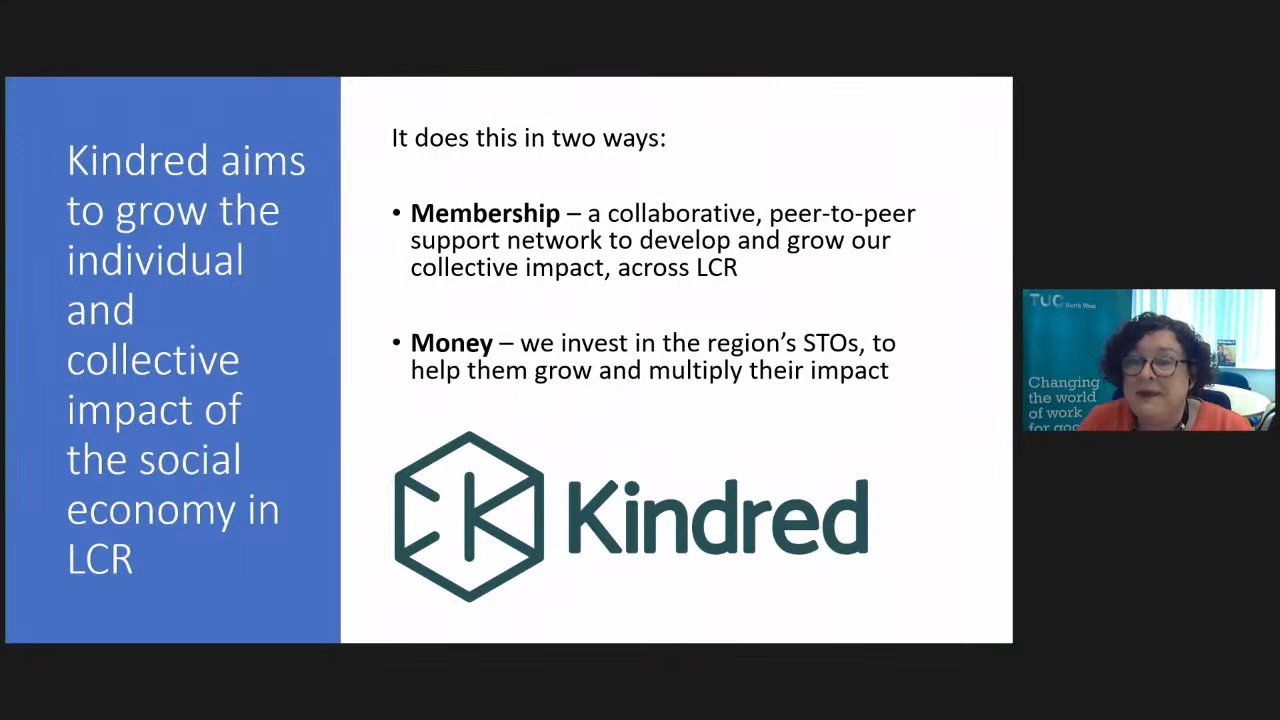 Kindred aims
to grow the
individual
and
collective
impact of
the social
economy in
LCR
It does this in two ways:
• Membership – a collaborative, peer-to-peer
support network to develop and grow our
collective impact, across LCR
• Money – we invest in the region’s STOs, to
help them grow and multiply their impact
Kindred
TUC North West
Changing
the world
of work
for good